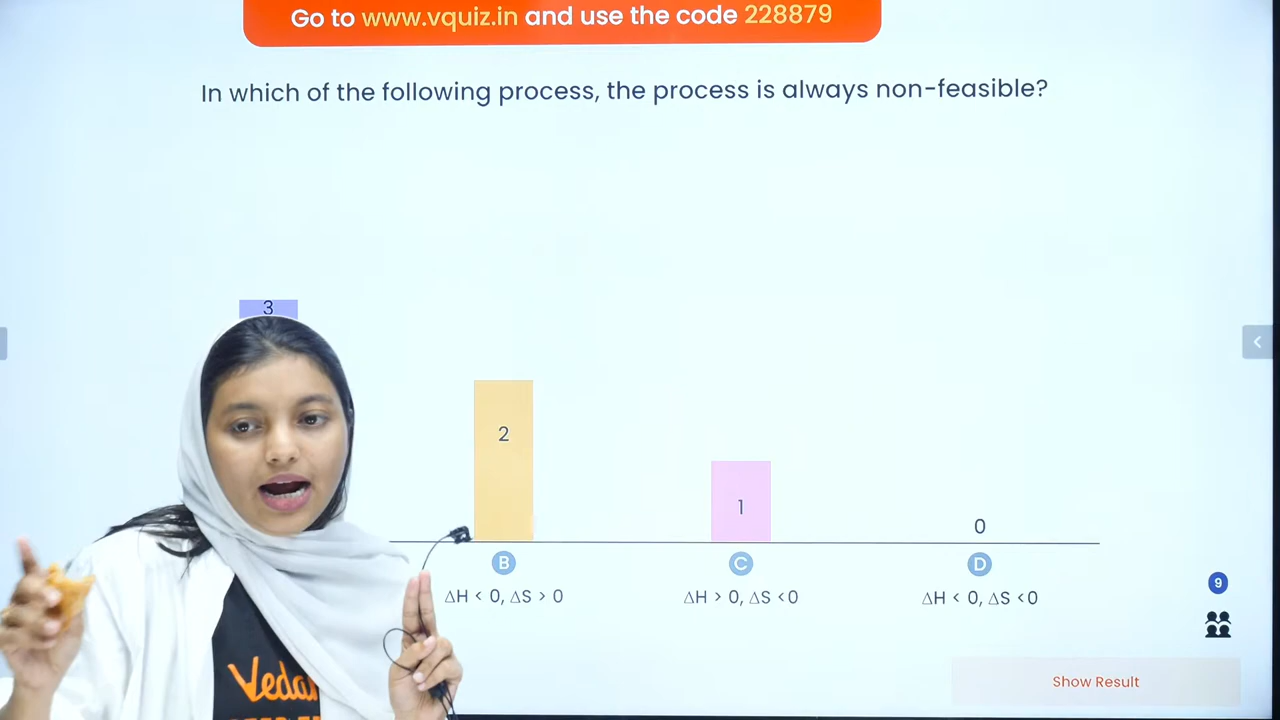 Go to www.vquiz.in and use the code 228879
In which of the following process, the process is always non-feasible?
3
2
1
0
B
C
D
ΔH < 0, ΔS > 0
ΔH > 0, ΔS <0
ΔH < 0, ΔS <0
9
Show Result